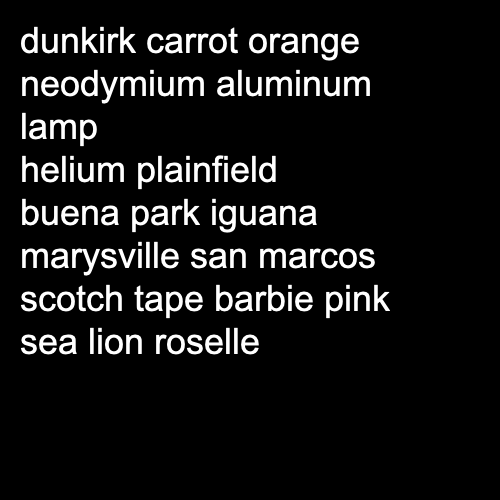 dunkirk carrot orange
neodymium aluminum
lamp
helium plainfield
buena park iguana
marysville san marcos
scotch tape barbie pink
sea lion roselle